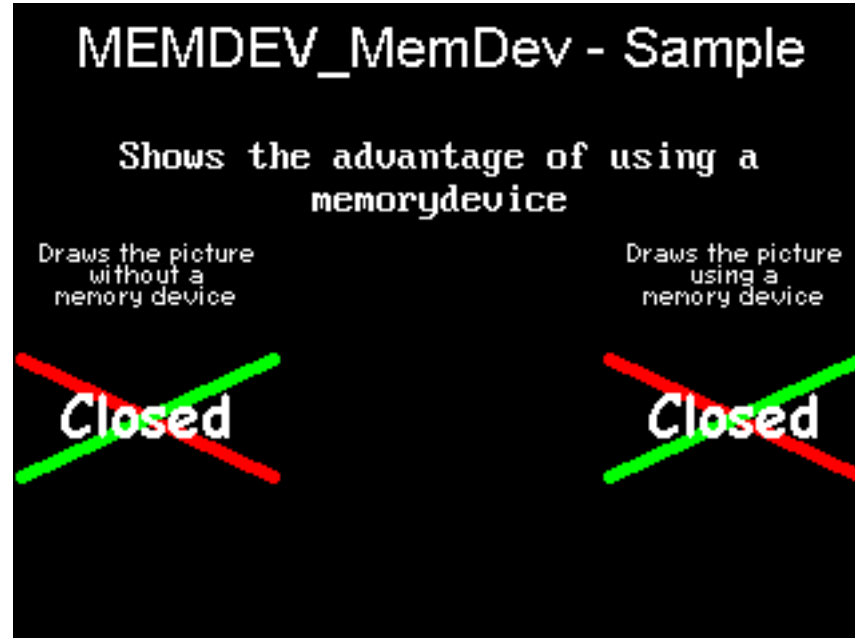 MEMDEV_MemDev - Sample
Shows the advantage of using a
memorydevice
Draws the picture
without a
memory device
Draws the picture
using a
memory device
Closed
Closed